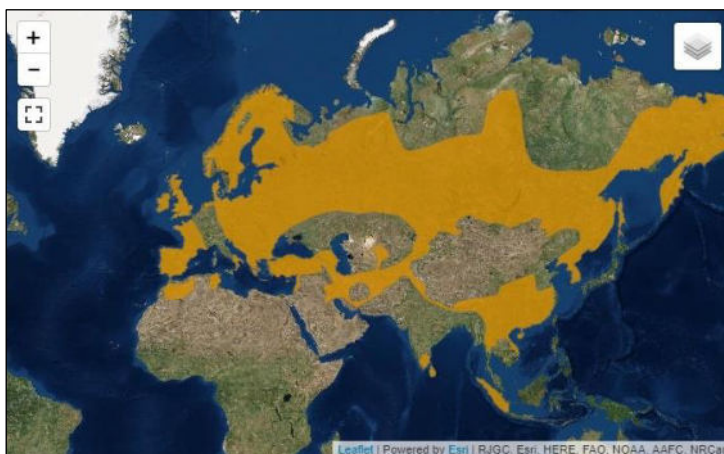 +
−
Leaflet | Powered by Esri | RJGC, Esri, HERE, FAO, NOAA, AAFC, NRCa